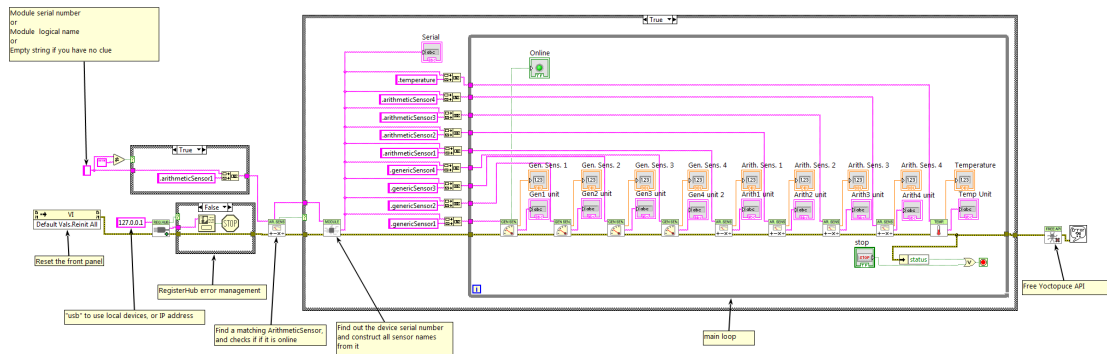 Module serial number
or
Module logical name
or
Empty string if you have no clue
True
Serial
Online
.temperature
.arithmeticSensor4
.arithmeticSensor3
.arithmeticSensor2
.arithmeticSensor1
.genericSensor4
.genericSensor3
.genericSensor2
.genericSensor1
True
.arithmeticSensor1
Gen. Sens. 1
Gen. Sens. 2
Gen. Sens. 3
Gen. Sens. 4
Arith. Sens. 1
Arith. Sens. 2
Arith. Sens. 3
Arith. Sens. 4
Temperature
Gen1 unit
Gen2 unit
Gen3 unit
Gen4 unit 2
Arith1 unit
Arith2 unit
Arith3 unit
Arith4 unit
Temp Unit
VI
Default Vals.Reinit All
127.0.0.1
False
STOP
MODULE
stop
STOP
status
i
Reset the front panel
RegisterHub error management
"usb" to use local devices, or IP address
Find a matching ArithmeticSensor,
and checks if if it is online
Find out the device serial number
and construct all sensor names
from it
main loop
Free Yoctopuce API